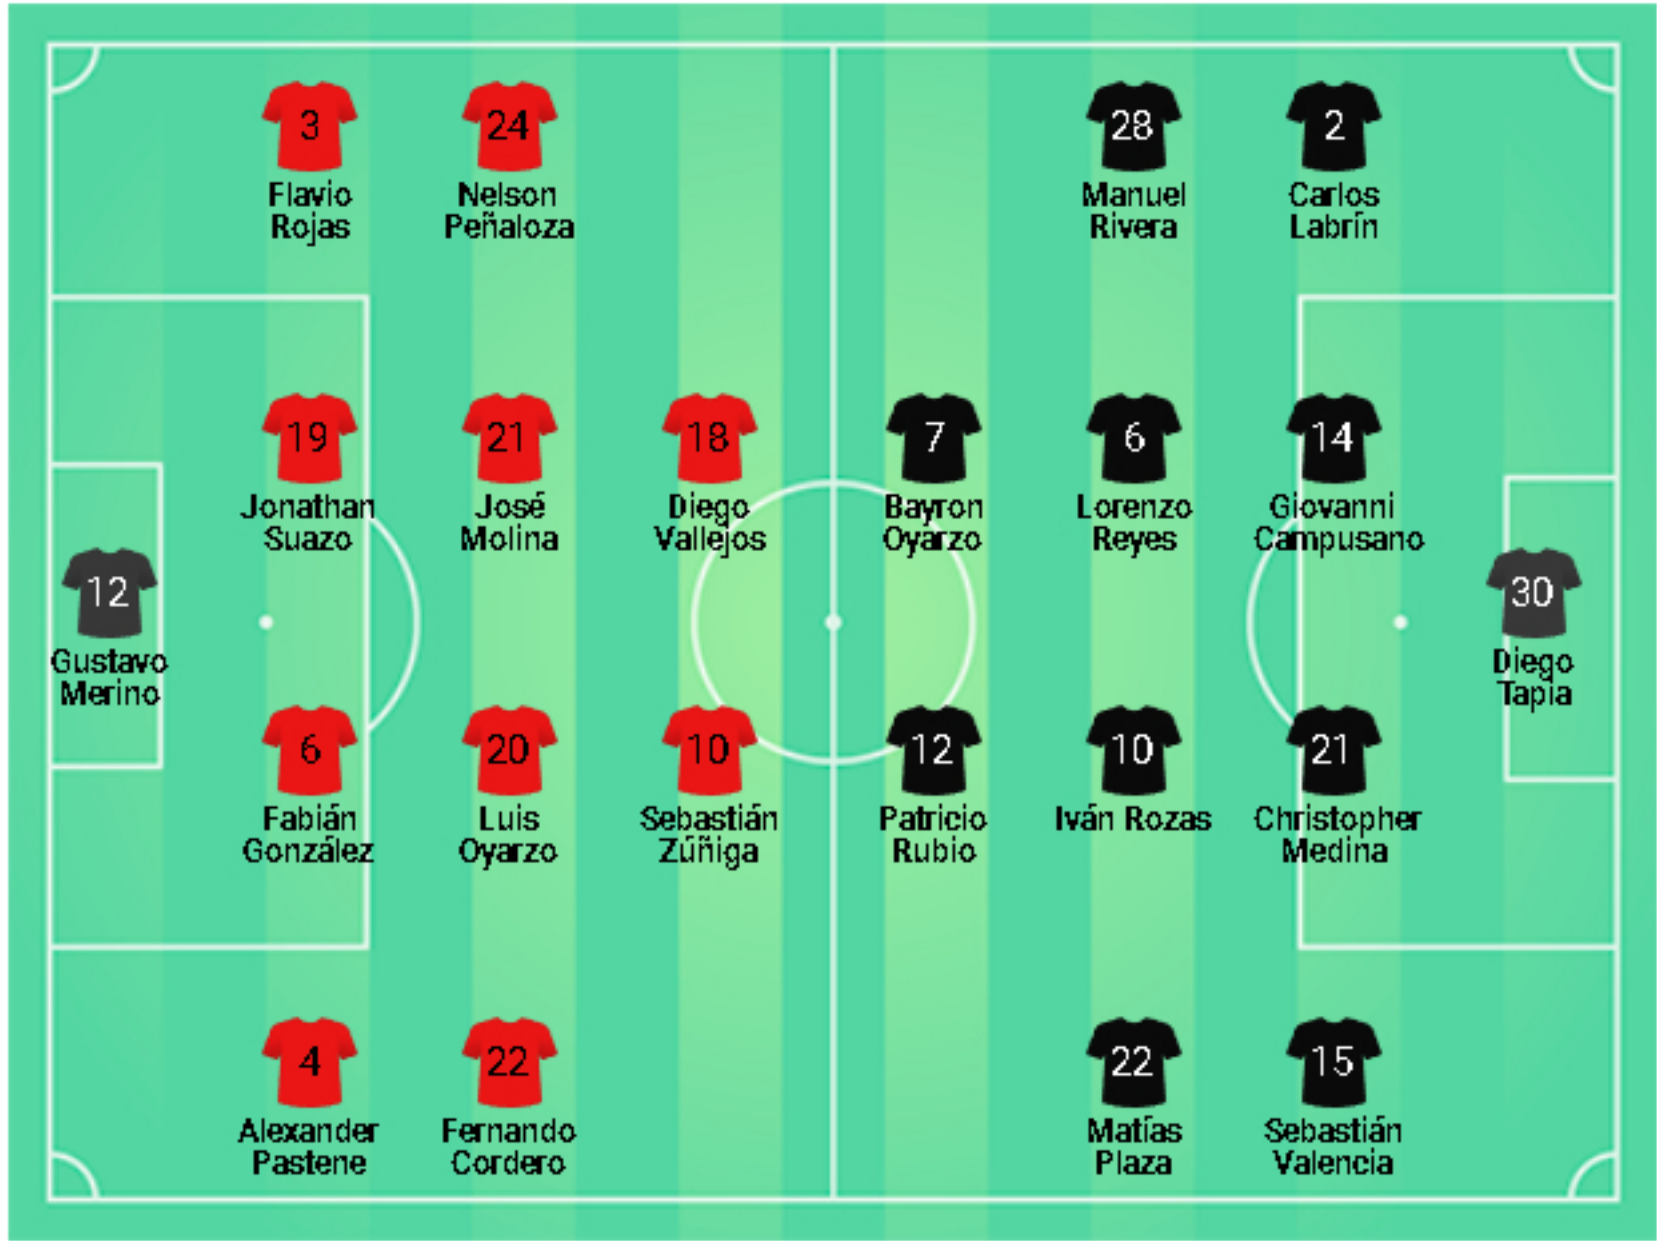 3
Flavio
Rojas
24
Nelson
Peñaloza
28
Manuel
Rivera
2
Carlos
Labrín
19
Jonathan
Suazo
21
José
Molina
18
Diego
Vallejos
7
Bayron
Oyarzo
6
Lorenzo
Reyes
14
Giovanni
Campusano
12
Gustavo
Merino
30
Diego
Tapia
6
Fabián
González
20
Luis
Oyarzo
10
Sebastián
Zúñiga
12
Patricio
Rubio
10
Iván Rozas
21
Christopher
Medina
4
Alexander
Pastene
22
Fernando
Cordero
22
Matías
Plaza
15
Sebastián
Valencia